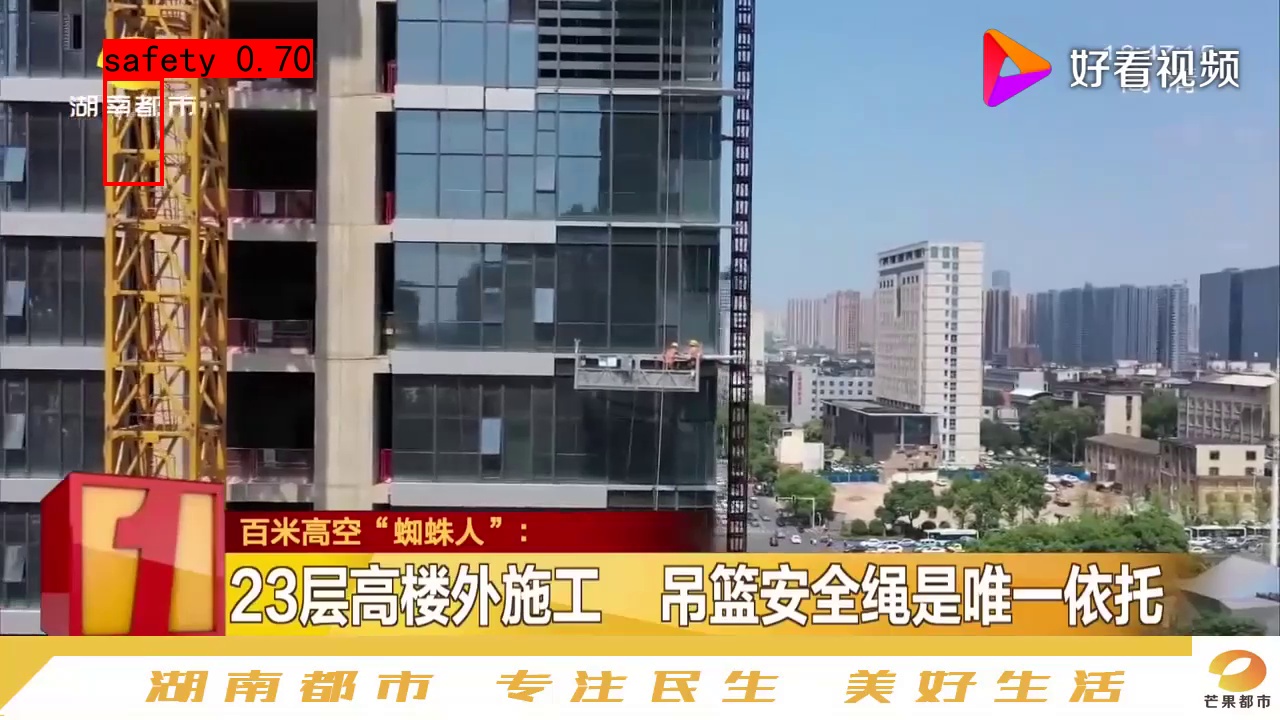 safety 0.70
湖南都市
好看视频
百米高空“蜘蛛人”：
23层高楼外施工 吊篮安全绳是唯一依托
湖南都市 专注民生 美好生活
芒果都市